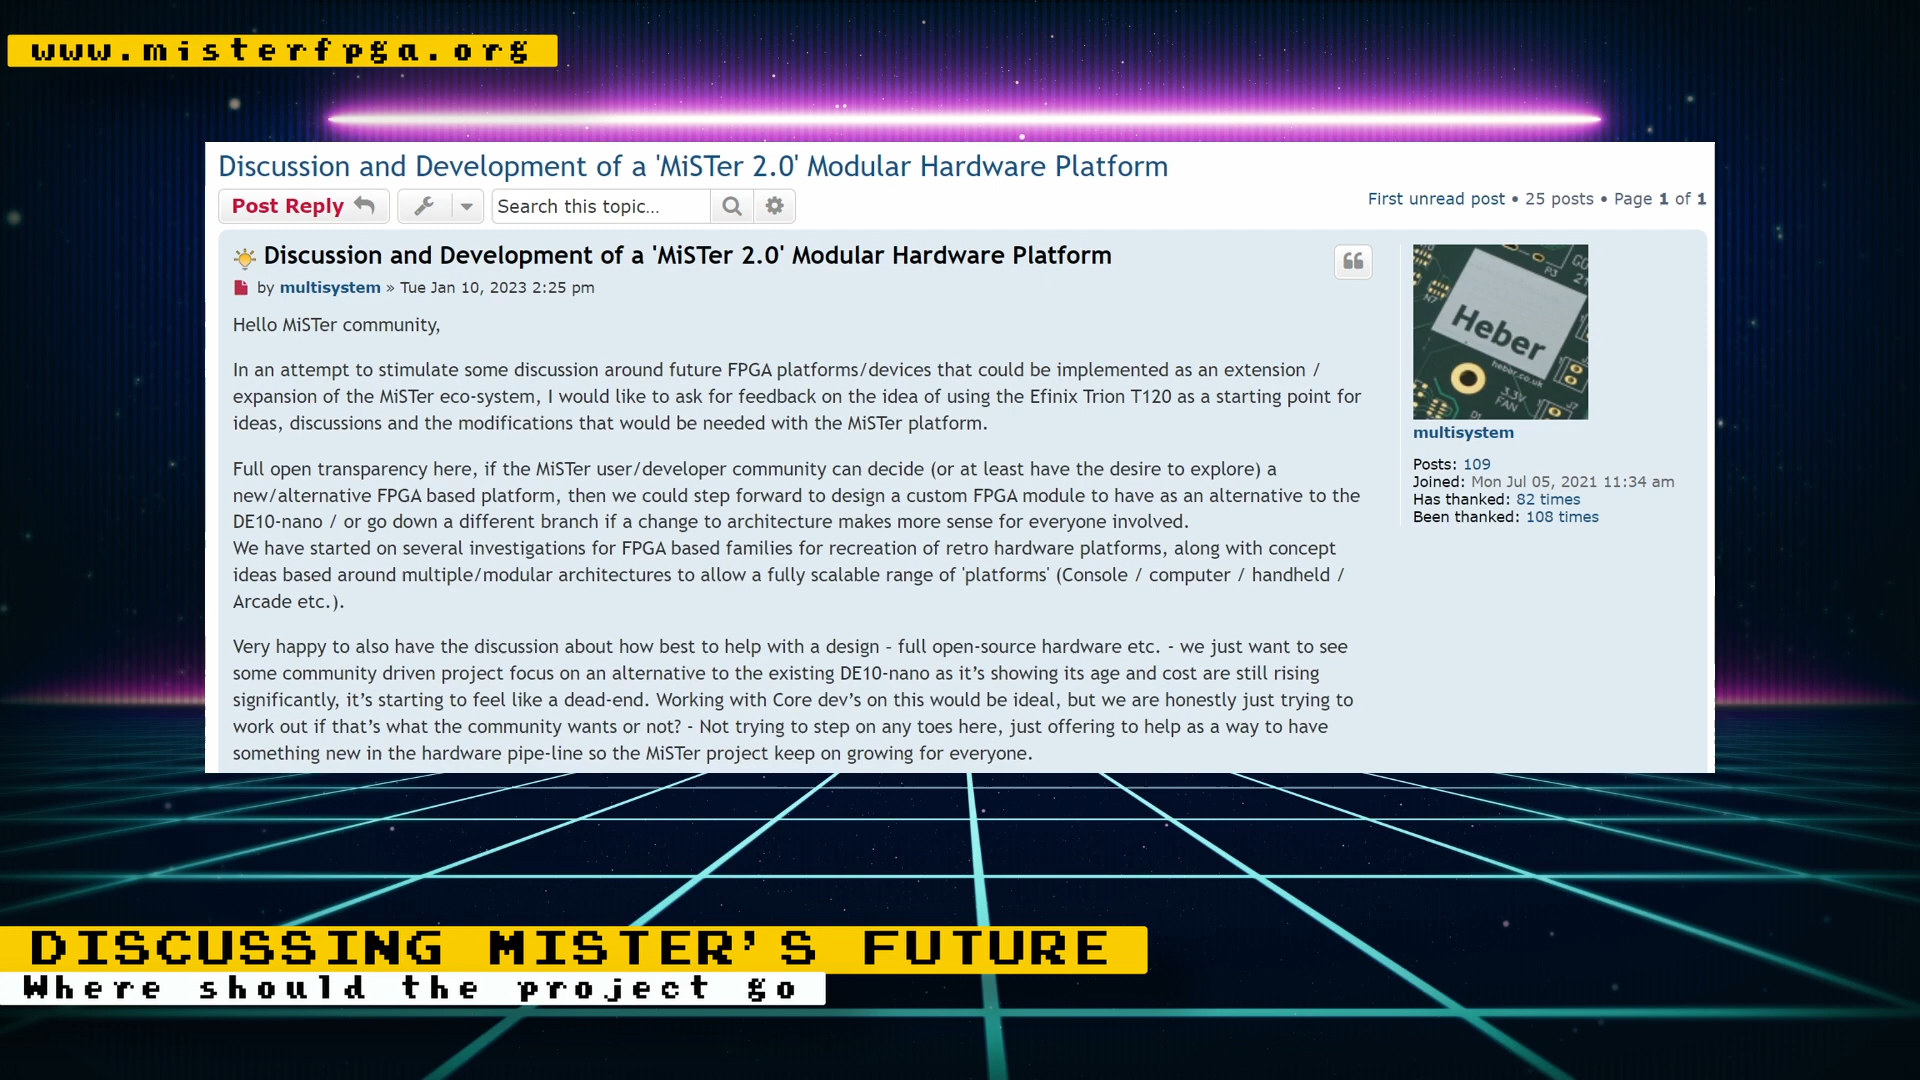 www.misterfpga.org
Discussion and Development of a 'MiSTer 2.0' Modular Hardware Platform
Post Reply
Search this topic...
First unread post • 25 posts • Page 1 of 1
Discussion and Development of a 'MiSTer 2.0' Modular Hardware Platform
by multisystem » Tue Jan 10, 2023 2:25 pm
Hello MiSTer community,
In an attempt to stimulate some discussion around future FPGA platforms/devices that could be implemented as an extension /
expansion of the MiSTer eco-system, I would like to ask for feedback on the idea of using the Efinix Trion T120 as a starting point for
ideas, discussions and the modifications that would be needed with the MiSTer platform.
Full open transparency here, if the MiSTer user/developer community can decide (or at least have the desire to explore) a
new/alternative FPGA based platform, then we could step forward to design a custom FPGA module to have as an alternative to the
DE10-nano / or go down a different branch if a change to architecture makes more sense for everyone involved.
We have started on several investigations for FPGA based families for recreation of retro hardware platforms, along with concept
ideas based around multiple/modular architectures to allow a fully scalable range of 'platforms' (Console / computer / handheld /
Arcade etc.).
Very happy to also have the discussion about how best to help with a design - full open-source hardware etc. - we just want to see
some community driven project focus on an alternative to the existing DE10-nano as it's showing its age and cost are still rising
significantly, it's starting to feel like a dead-end. Working with Core dev's on this would be ideal, but we are honestly just trying to
work out if that's what the community wants or not? - Not trying to step on any toes here, just offering to help as a way to have
something new in the hardware pipe-line so the MiSTer project keep on growing for everyone.
P3
N7
Heber
heber.co.uk
3.3V
FAN
J7
D1
multisystem
Posts: 109
Joined: Mon Jul 05, 2021 11:34 am
Has thanked: 82 times
Been thanked: 108 times
DISCUSSING MISTER'S FUTURE
Where should the project go